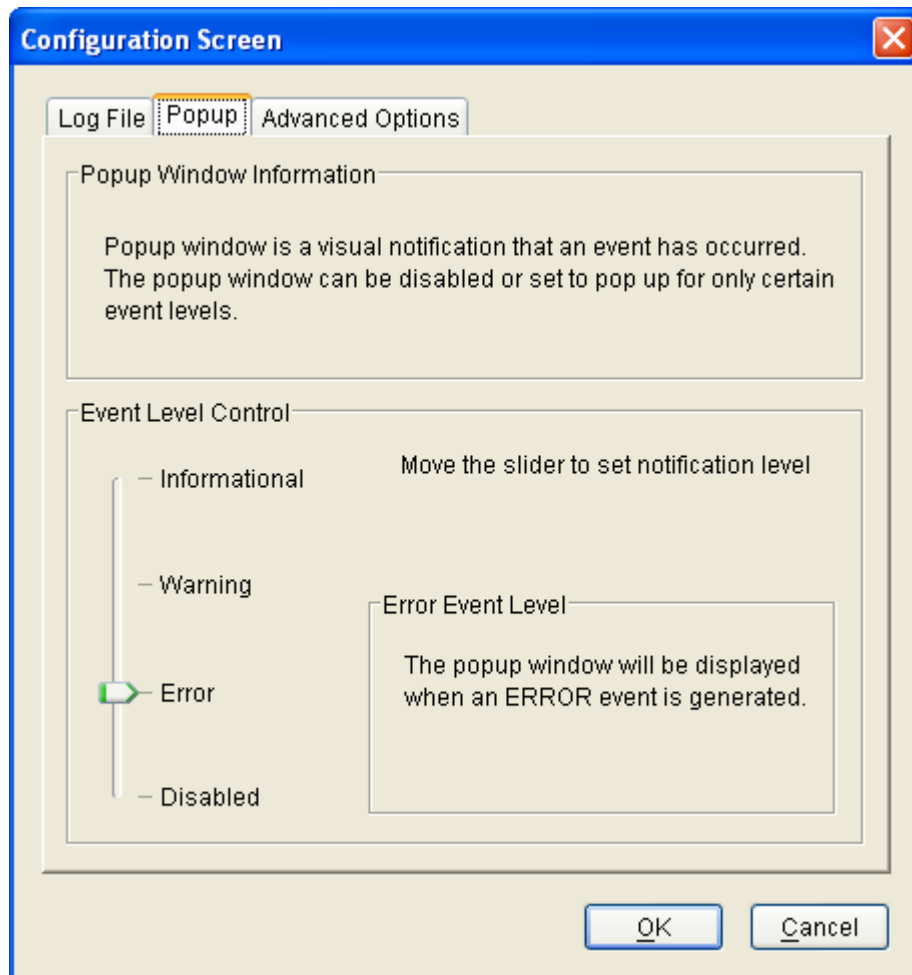 Configuration Screen
Log File Popup Advanced Options
Popup Window Information
Popup window is a visual notification that an event has occurred.
The popup window can be disabled or set to pop up for only certain
event levels.
Event Level Control
Move the slider to set notification level
Informational
Warning
Error
Disabled
Error Event Level
The popup window will be displayed
when an ERROR event is generated.
OK Cancel